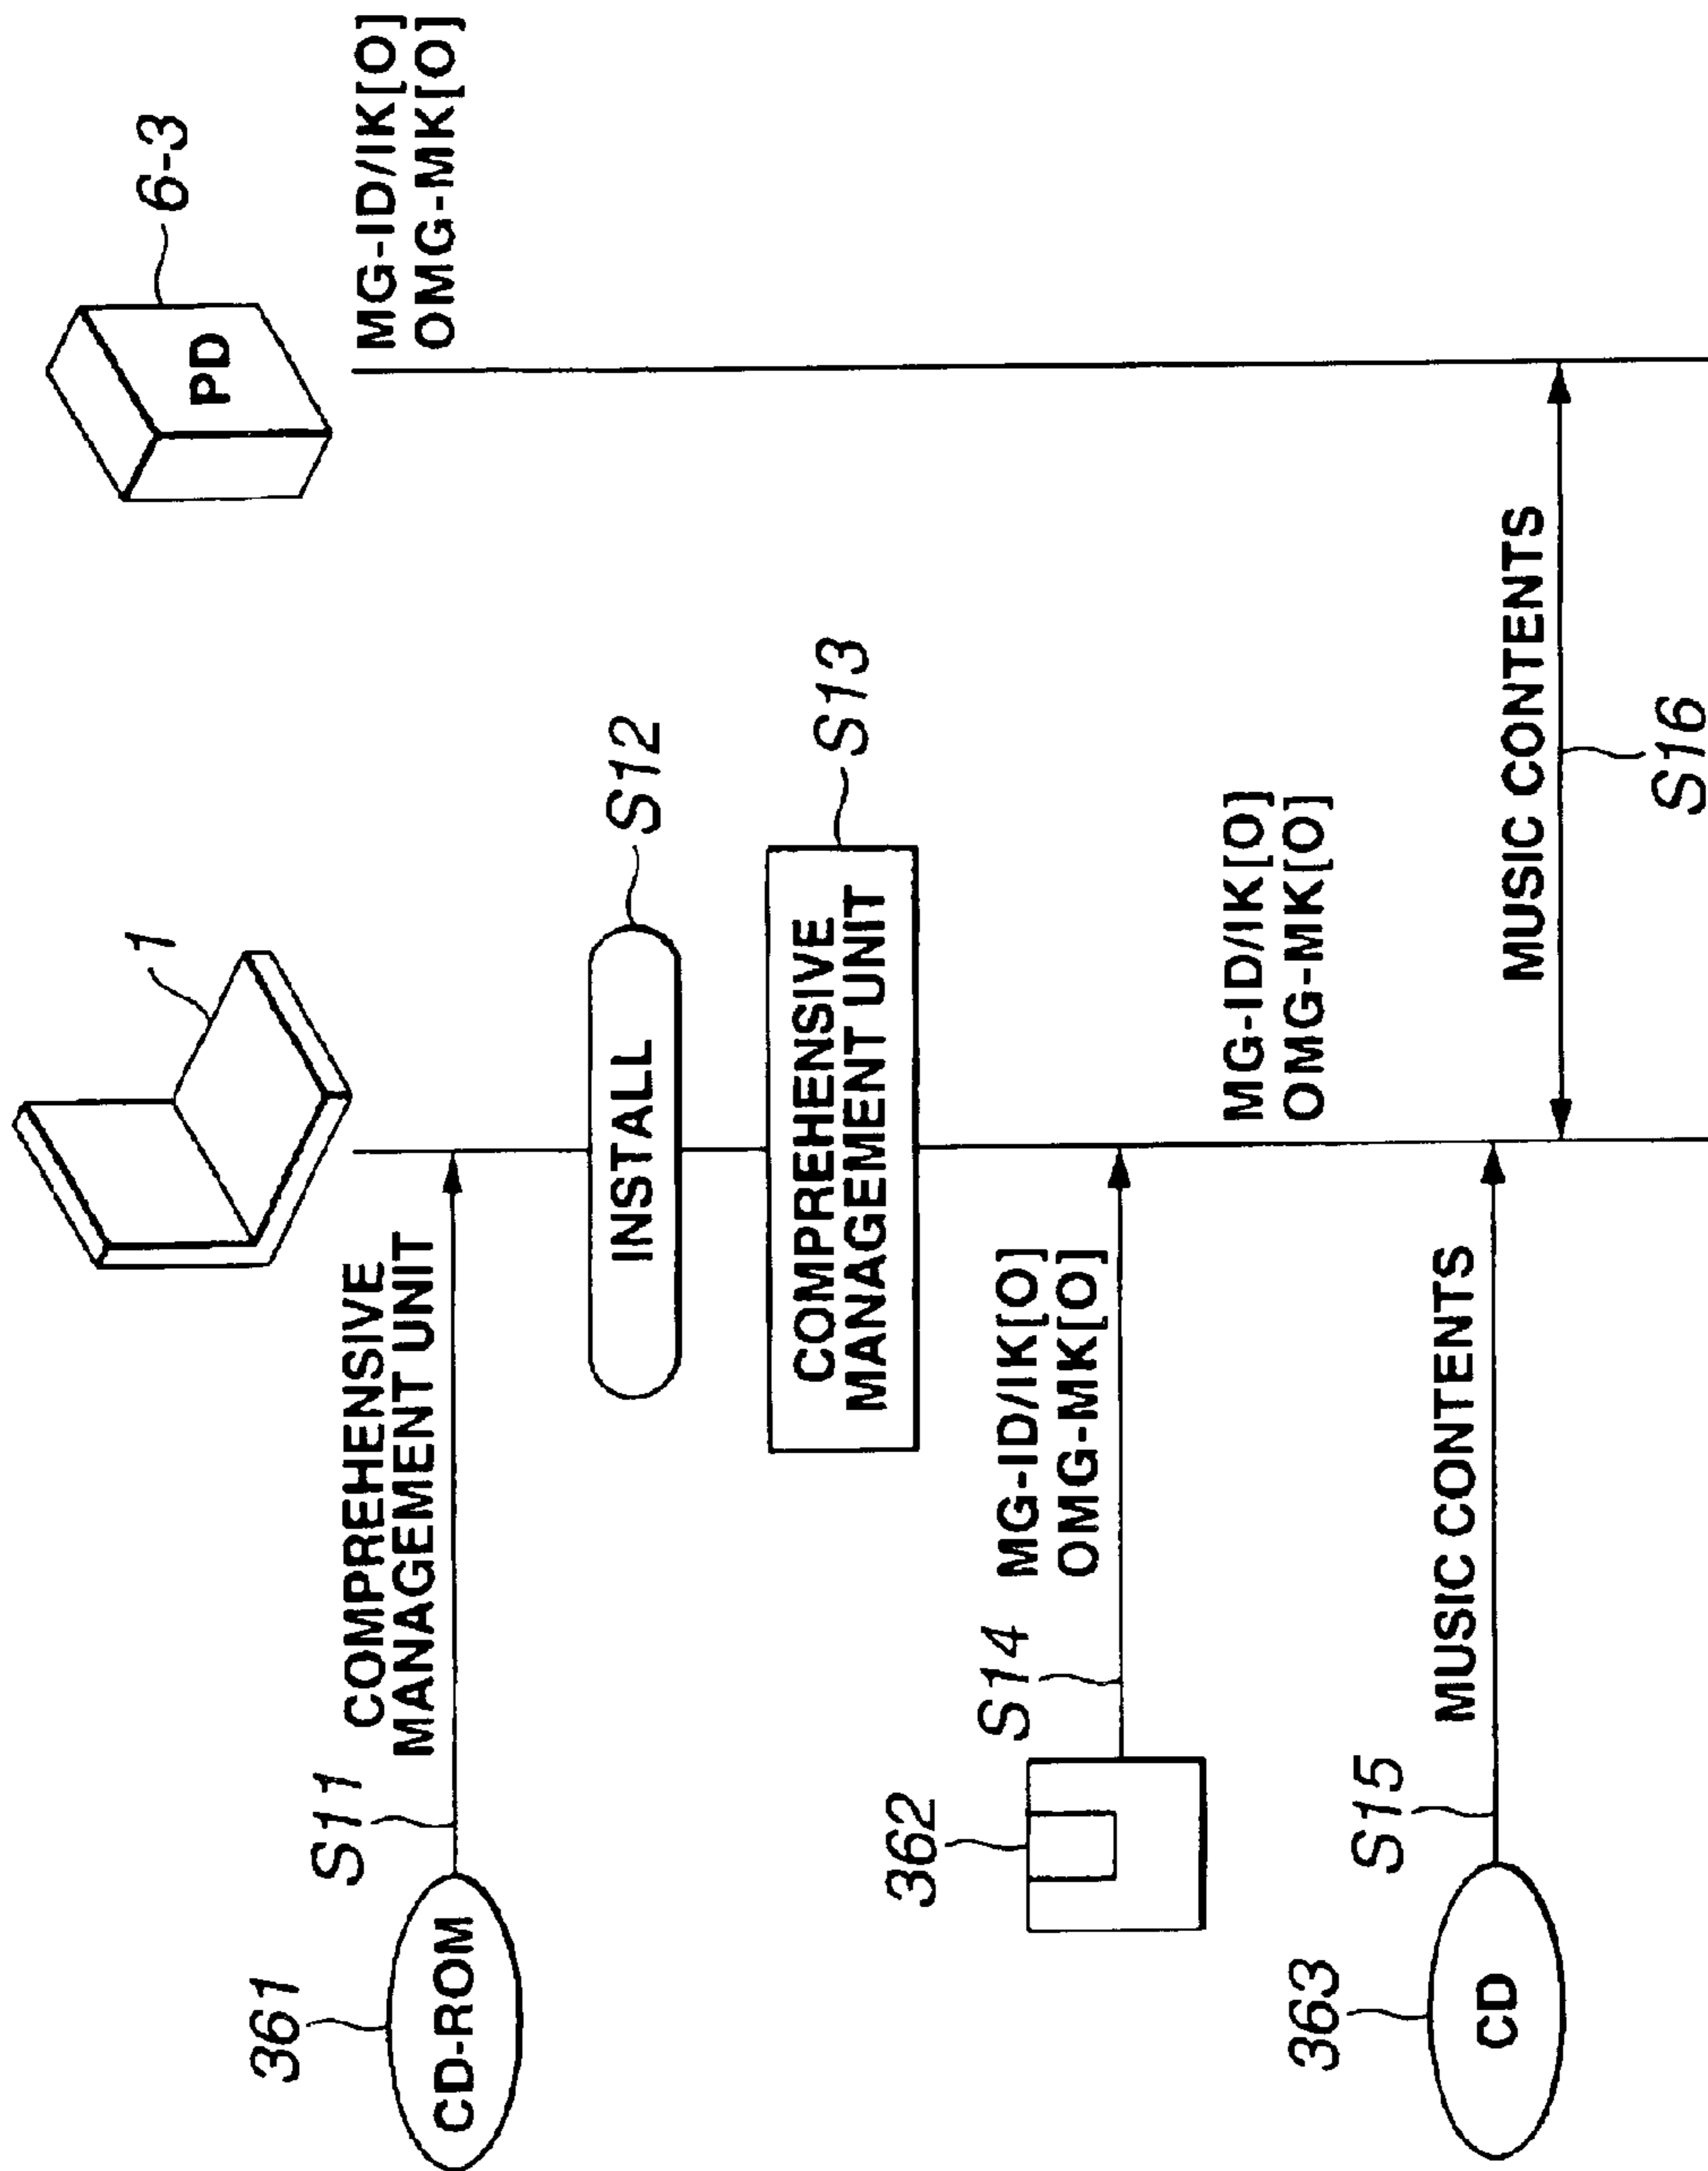 1
6-3
PD
MG-ID/IK[O]
OMG-MK[O]
361
CD-ROM
S11
COMPREHENSIVE
MANAGEMENT UNIT
INSTALL
S12
COMPREHENSIVE
MANAGEMENT UNIT
S13
362
S14
MG-ID/IK[O]
OMG-MK[O]
MG-ID/IK[O]
OMG-MK[O]
363
CD
S15
MUSIC CONTENTS
MUSIC CONTENTS
S16